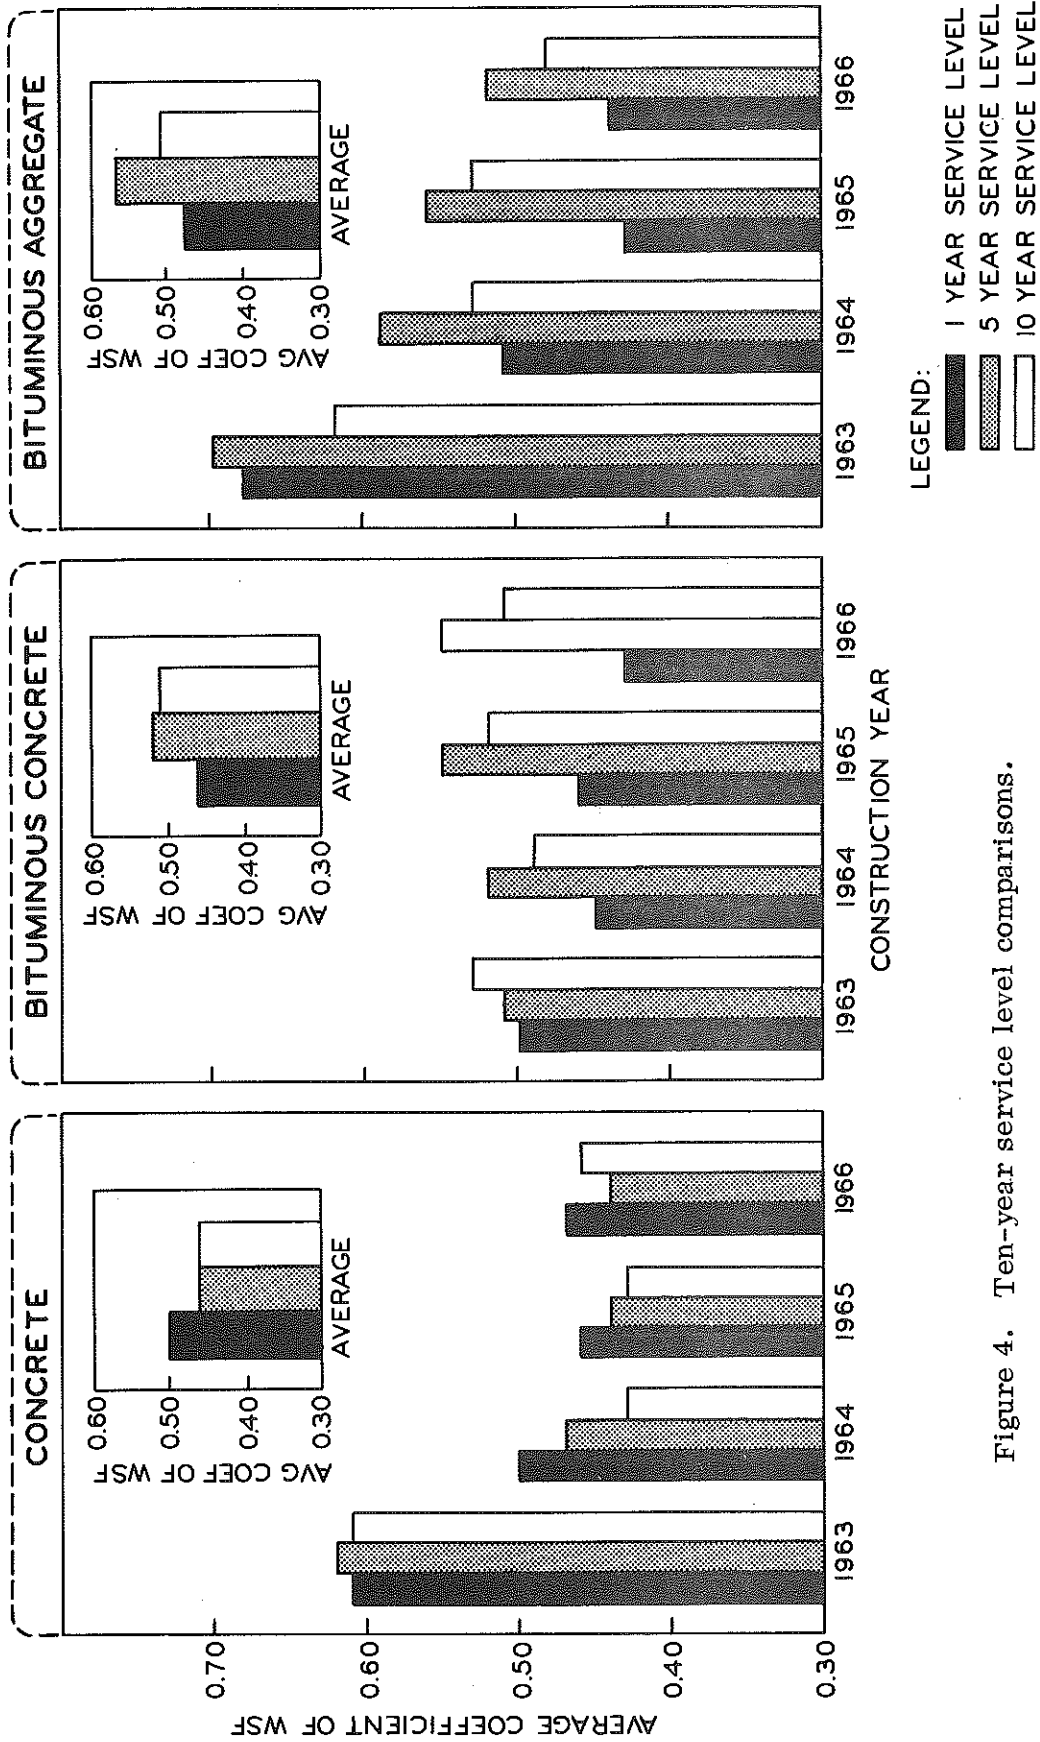 CONCRETE
0.60
0.50
0.40
0.30
AVG COEF OF WSF
AVERAGE
AVERAGE COEFFICIENT OF WSF
0.70
0.60
0.50
0.40
0.30
1963
1964
1965
1966
BITUMINOUS CONCRETE
0.60
0.50
0.40
0.30
AVG COEF OF WSF
AVERAGE
1963
1964
1965
1966
CONSTRUCTION YEAR
BITUMINOUS AGGREGATE
0.60
0.50
0.40
0.30
AVG COEF OF WSF
AVERAGE
1963
1964
1965
1966
LEGEND:
1 YEAR SERVICE LEVEL
5 YEAR SERVICE LEVEL
10 YEAR SERVICE LEVEL
Figure 4. Ten-year service level comparisons.